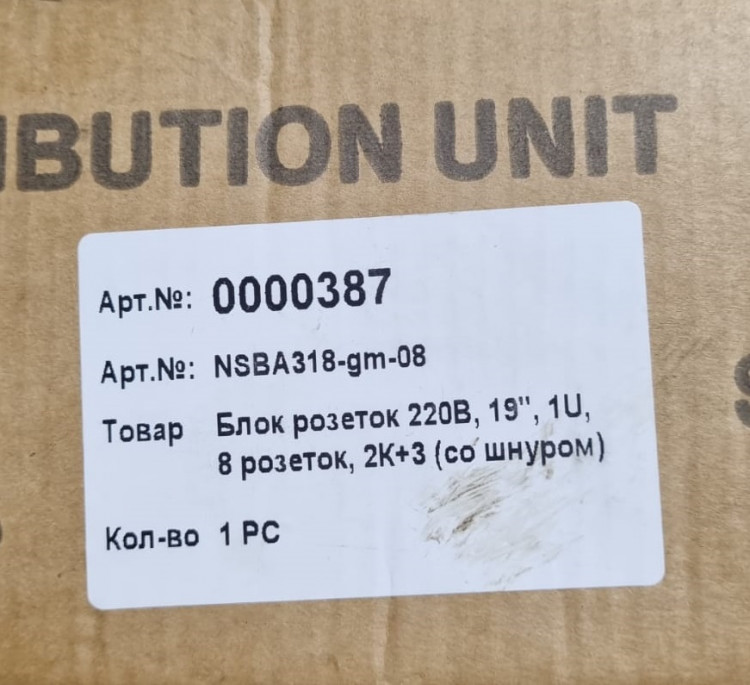 IBUTION UNIT
Арт.№: 0000387
Арт.№: NSBA318-gm-08
Товар Блок розеток 220В, 19", 1U,
8 розеток, 2К+З (со шнуром)
Кол-во 1 PC